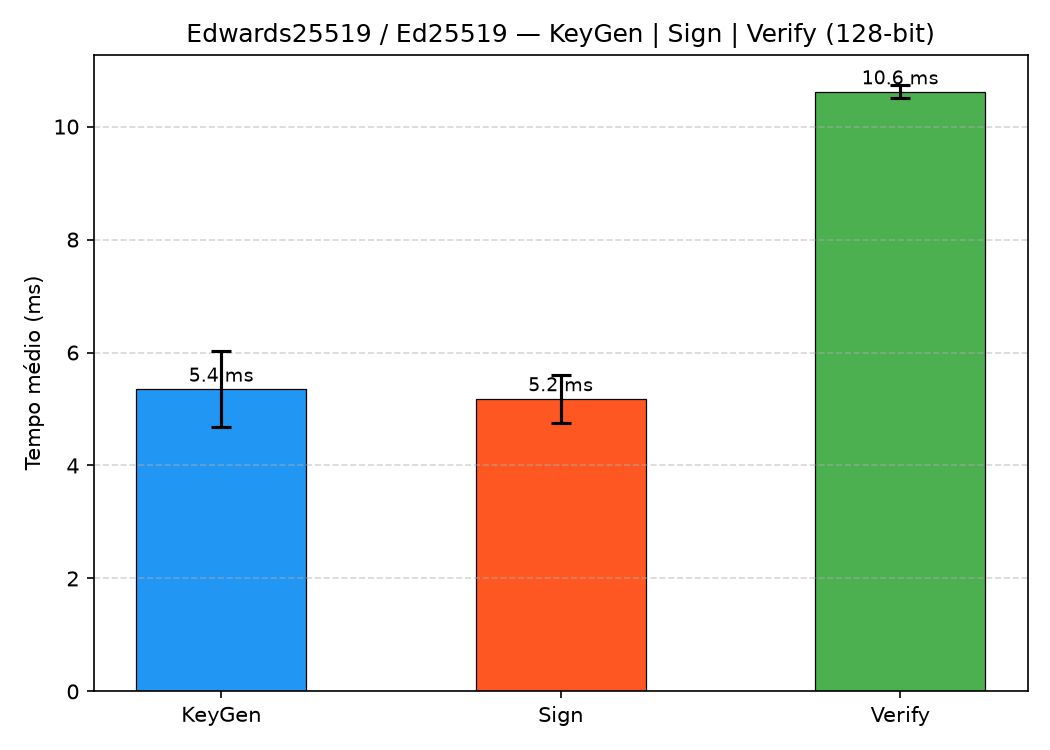 Edwards25519 / Ed25519 — KeyGen | Sign | Verify (128-bit)
Tempo médio (ms)
10
8
6
4
2
0
5.4 ms
5.2 ms
10.6 ms
KeyGen
Sign
Verify